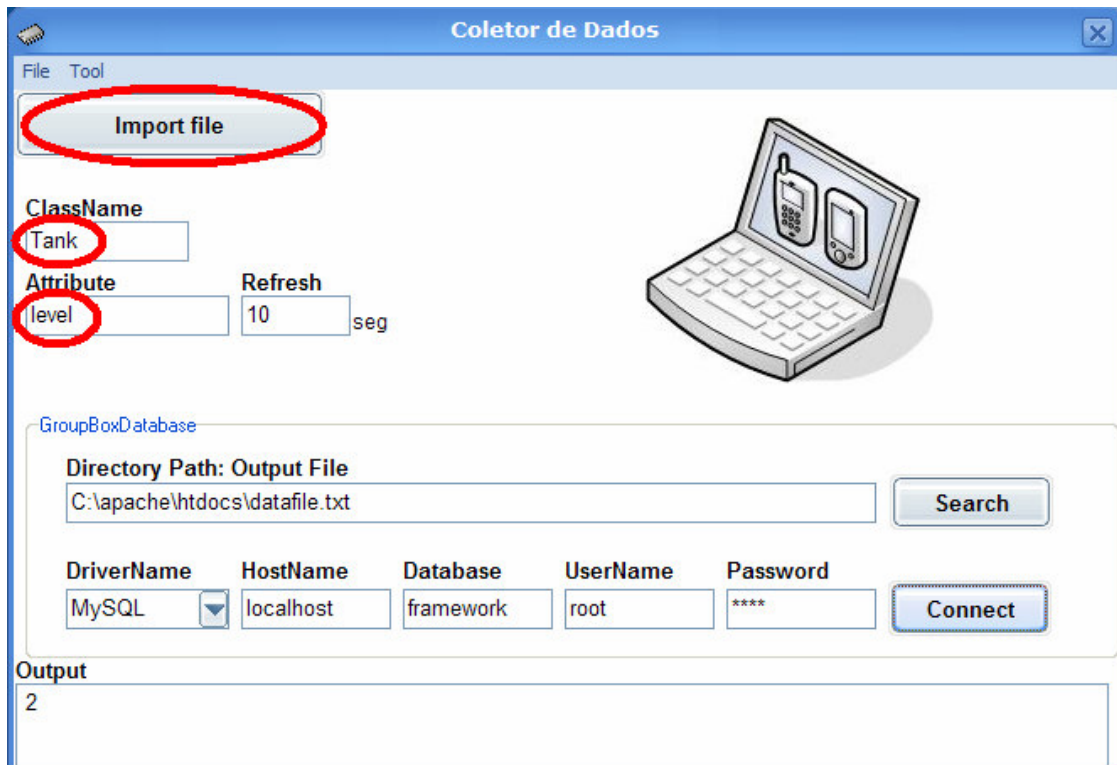 Coletor de Dados
File Tool
Import file
ClassName
Tank
Attribute Refresh
level 10 seg
GroupBoxDatabase
Directory Path: Output File
C:\apache\htdocs\datafile.txt Search
DriverName HostName Database UserName Password
MySQL localhost framework root **** Connect
Output
2